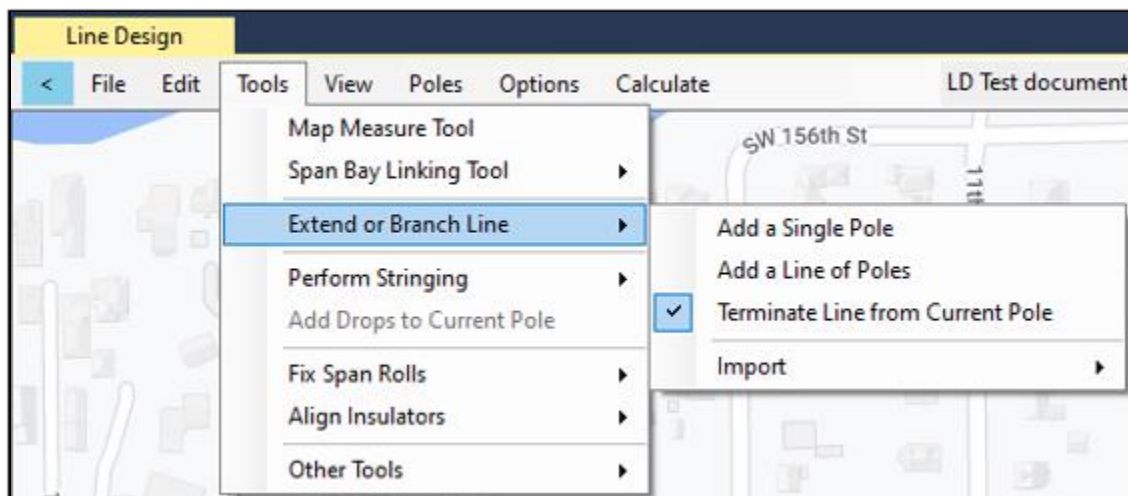 Line Design
< File Edit Tools View Poles Options Calculate LD Test document
Map Measure Tool
Span Bay Linking Tool
Extend or Branch Line
Perform Stringing
Add Drops to Current Pole
Fix Span Rolls
Align Insulators
Other Tools
Add a Single Pole
Add a Line of Poles
Terminate Line from Current Pole
Import
SW 156th St
11th